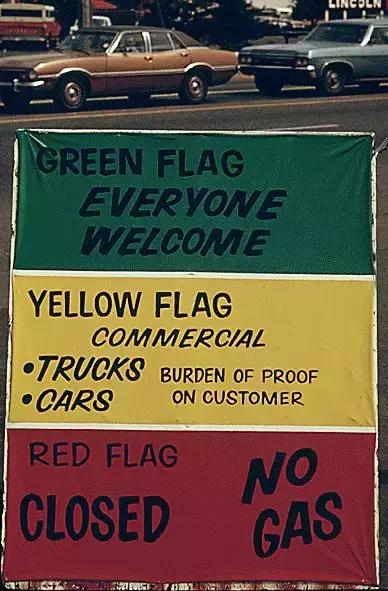 LINCOLN
GREEN FLAG
EVERYONE
WELCOME
YELLOW FLAG
COMMERCIAL
•TRUCKS BURDEN OF PROOF
•CARS ON CUSTOMER
RED FLAG
CLOSED
NO
GAS